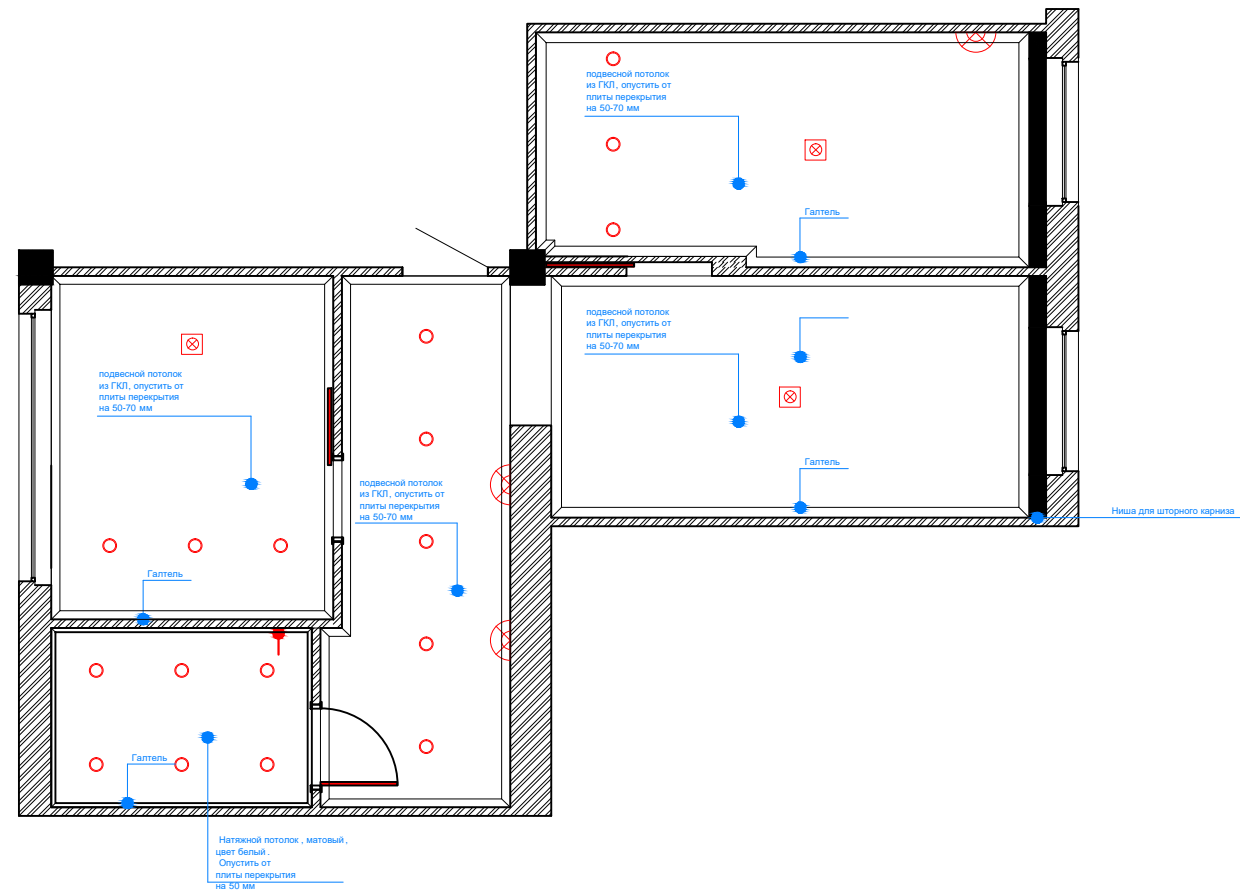 подвесной потолок
из ГКЛ, опустить от
плиты перекрытия
на 50-70 мм
Галтель
подвесной потолок
из ГКЛ, опустить от
плиты перекрытия
на 50-70 мм
подвесной потолок
из ГКЛ, опустить от
плиты перекрытия
на 50-70 мм
Галтель
подвесной потолок
из ГКЛ, опустить от
плиты перекрытия
на 50-70 мм
Ниша для шторного карниза
Галтель
Галтель
Натяжной потолок , матовый ,
цвет белый .
Опустить от
плиты перекрытия
на 50 мм